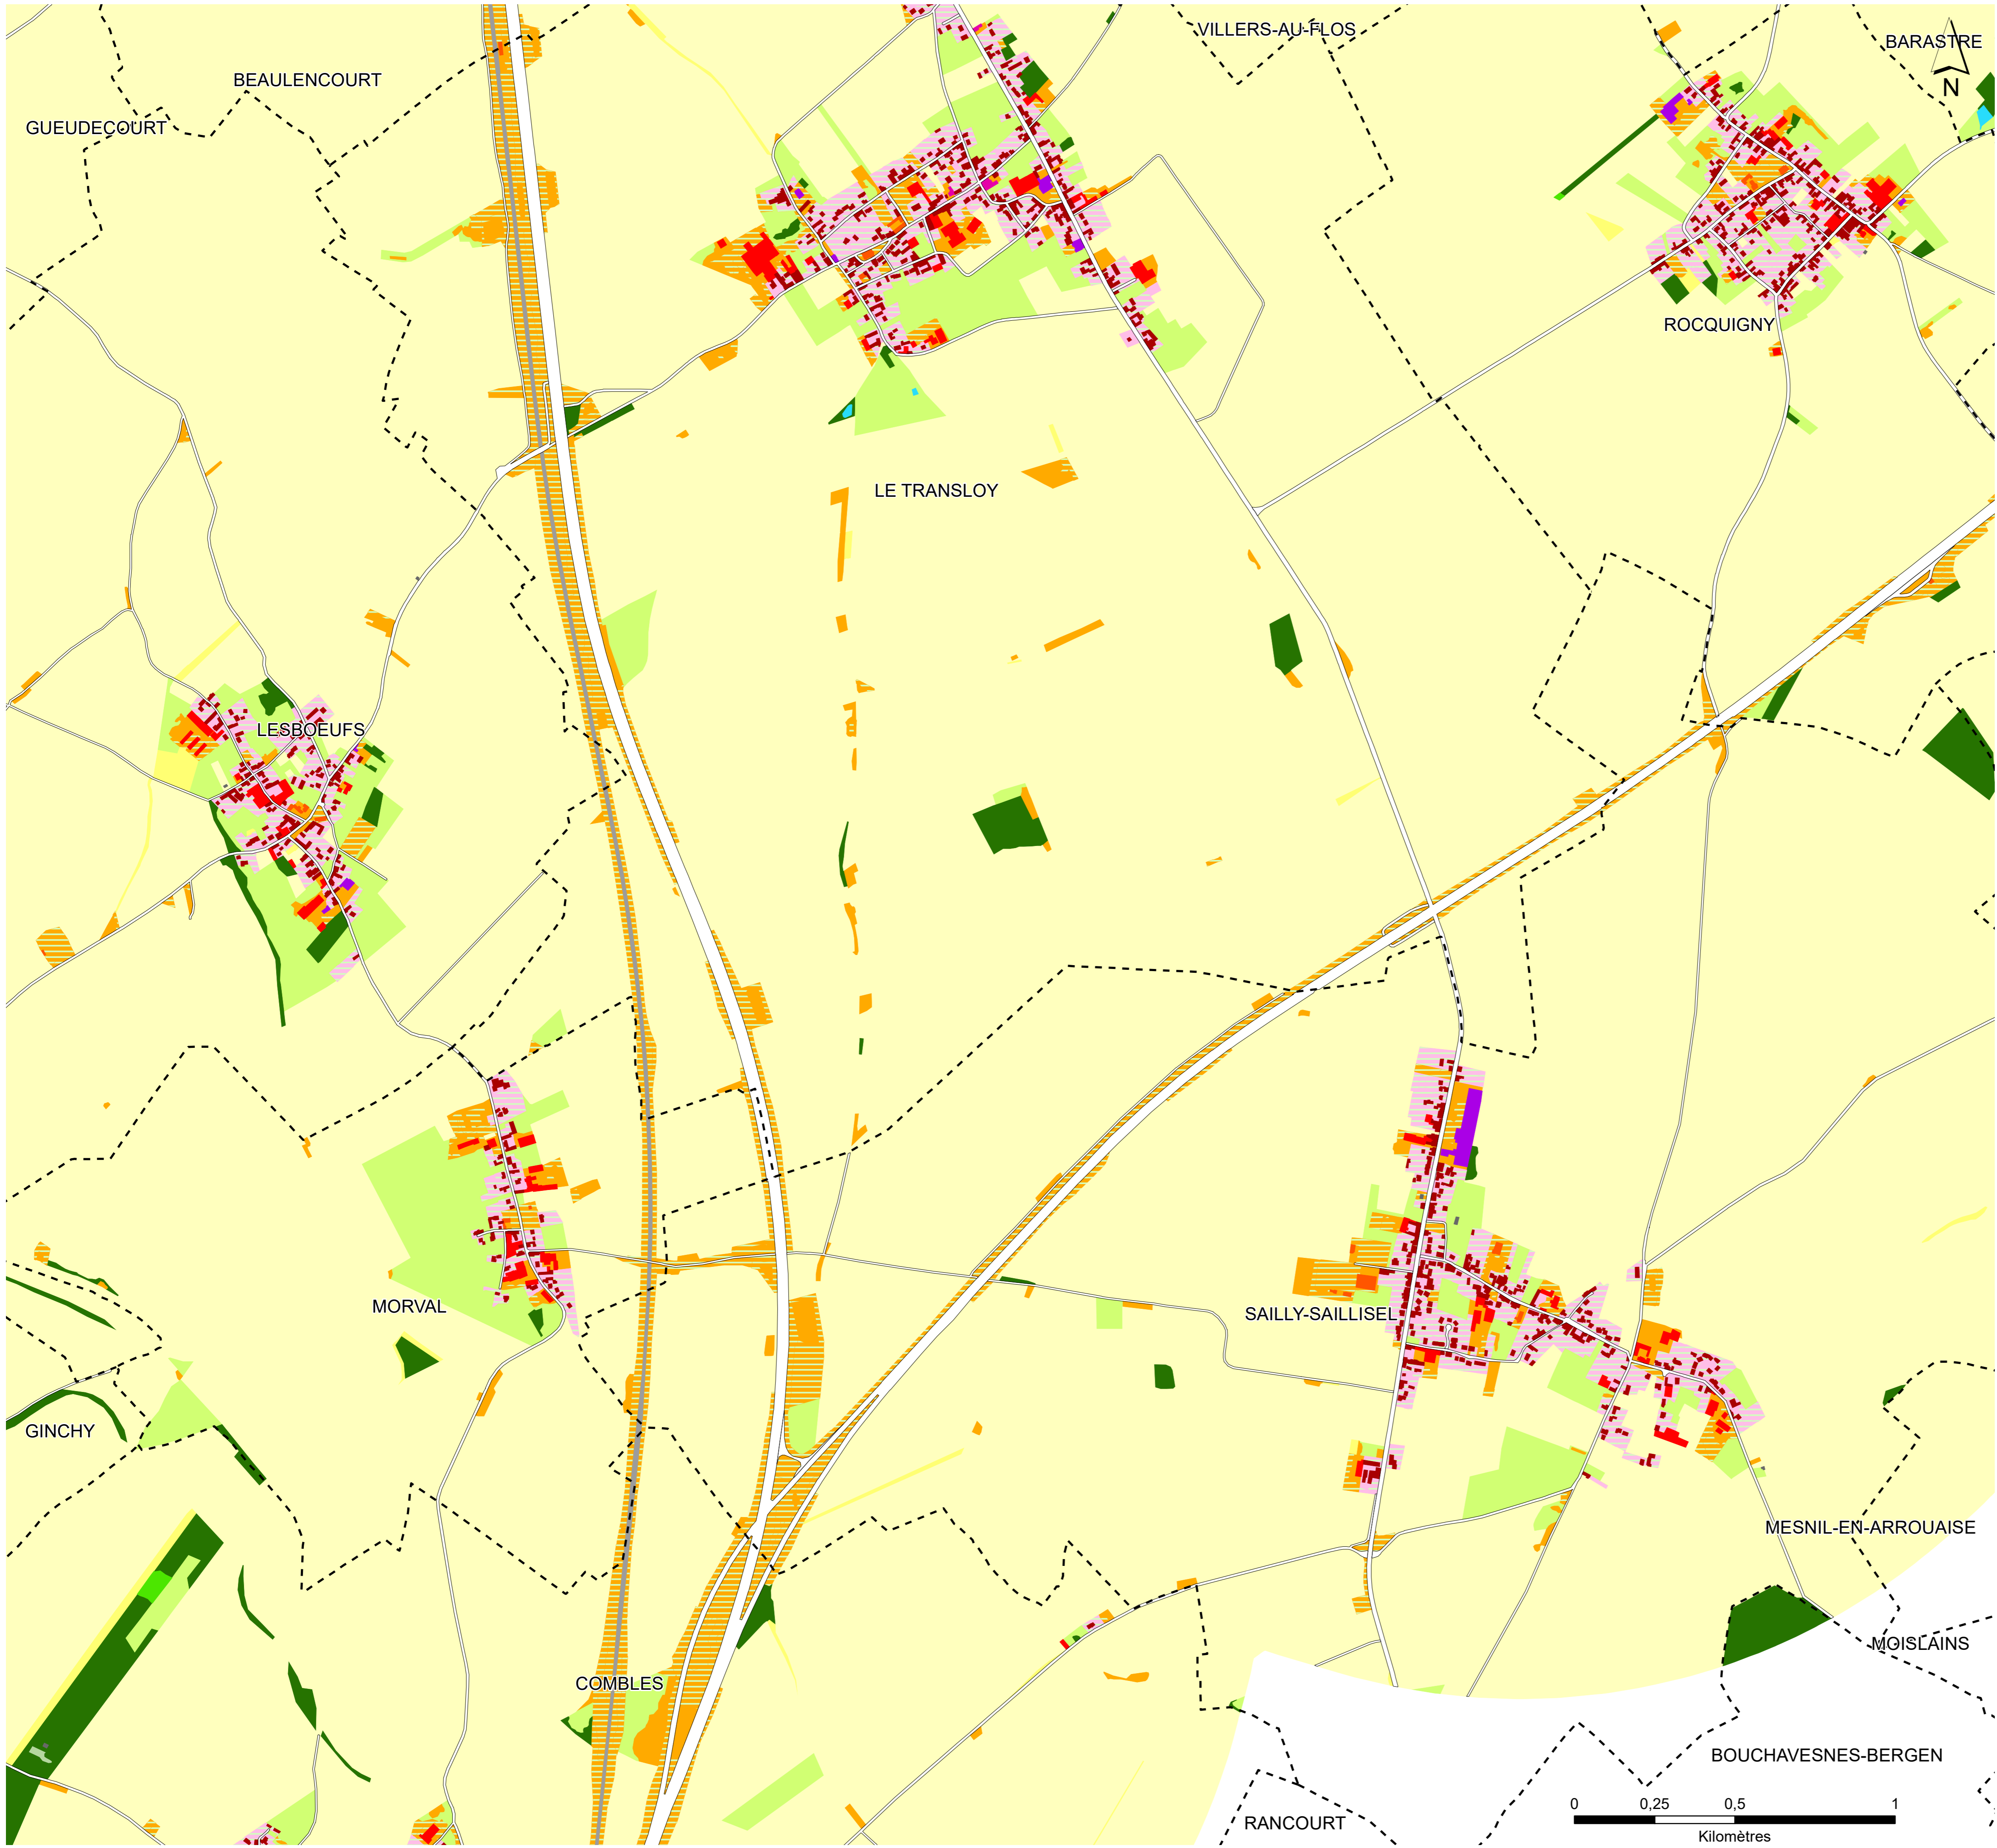 VILLERS-AU-FLOS
BARASTRE
N
BEAULENCOURT
GUEUDECOURT
ROCQUIGNY
LE TRANSLOY
LESBOEUFS
MORVAL
SAILLY-SAILLISEL
GINCHY
MESNIL-EN-ARROUAISE
MOISLAINS
COMBLES
BOUCHAVESNES-BERGEN
RANCOURT
0 0,25 0,5 1
Kilomètres